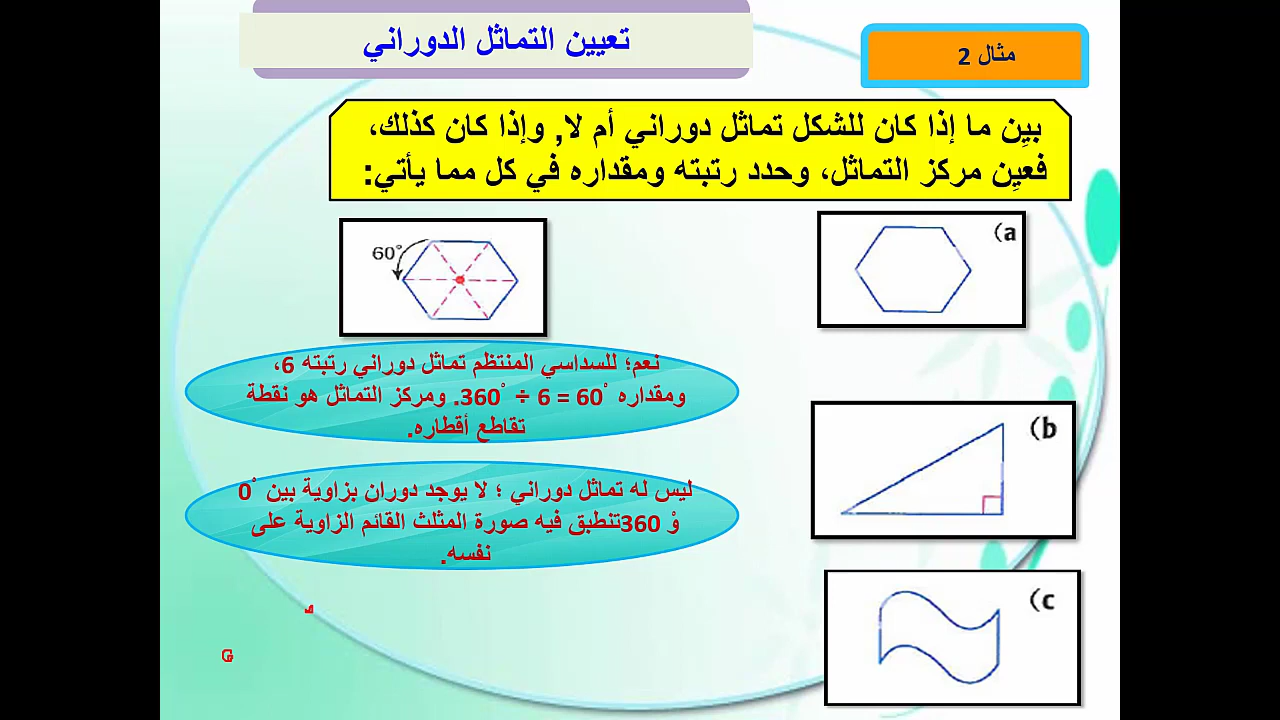 تعيين التماثل الدوراني
مثال 2
بيِن ما إذا كان للشكل تماثل دوراني أم لا, وإذا كان كذلك،
فعيِن مركز التماثل، وحدد رتبته ومقداره في كل مما يأتي:
(a
60°
نعم؛ للسداسي المنتظم تماثل دوراني رتبته 6،
ومقداره 60° = 6 ÷ 360°. ومركز التماثل هو نقطة
تقاطع أقطاره.
(b
ليس له تماثل دوراني ؛ لا يوجد دوران بزاوية بين 0°
وْ 360تنطبق فيه صورة المثلث القائم الزاوية على
نفسه.
(c